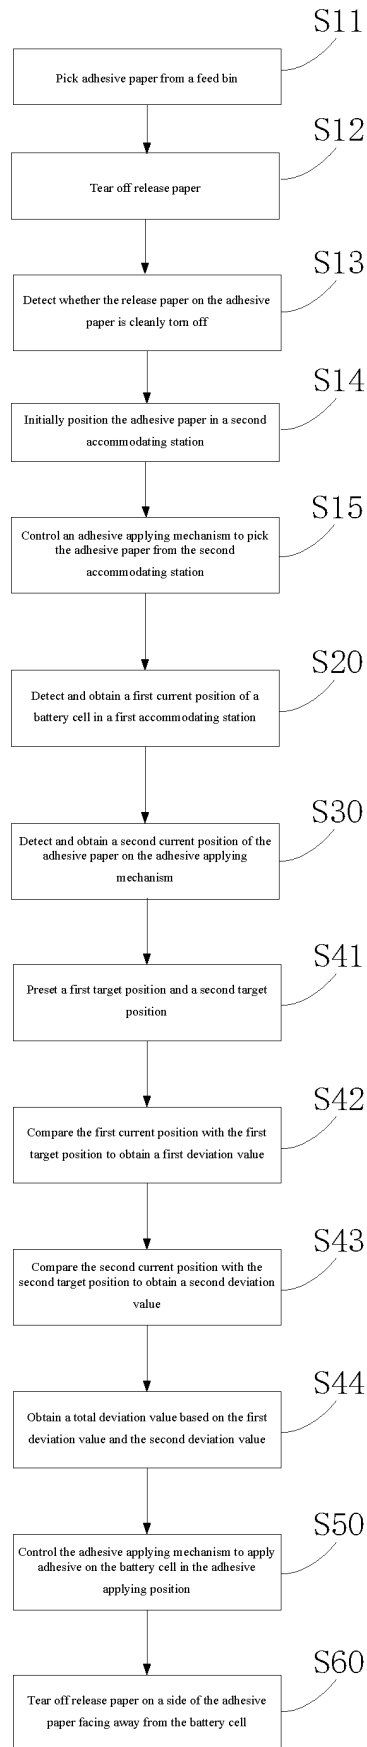 S11
Pick adhesive paper from a feed bin
S12
Tear off release paper
S13
Detect whether the release paper on the adhesive
paper is cleanly torn off
S14
Initially position the adhesive paper in a second
accommodating station
S15
Control an adhesive applying mechanism to pick
the adhesive paper from the second
accommodating station
S20
Detect and obtain a first current position of a
battery cell in a first accommodating station
S30
Detect and obtain a second current position of the
adhesive paper on the adhesive applying
mechanism
S41
Preset a first target position and a second target
position
S42
Compare the first current position with the first
target position to obtain a first deviation value
S43
Compare the second current position with the
second target position to obtain a second deviation
value
S44
Obtain a total deviation value based on the first
deviation value and the second deviation value
S50
Control the adhesive applying mechanism to apply
adhesive on the battery cell in the adhesive
applying position
S60
Tear off release paper on a side of the adhesive
paper facing away from the battery cell